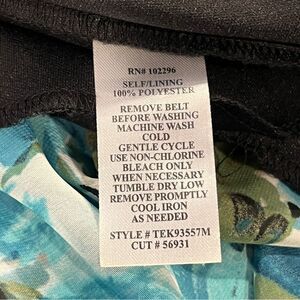 RN# 102296
SELF/LINING
100% POLYESTER
REMOVE BELT
BEFORE WASHING
MACHINE WASH
COLD
GENTLE CYCLE
USE NON-CHLORINE
BLEACH ONLY
WHEN NECESSARY
TUMBLE DRY LOW
REMOVE PROMPTLY
COOL IRON
AS NEEDED
STYLE # TEK93557M
CUT # 56931